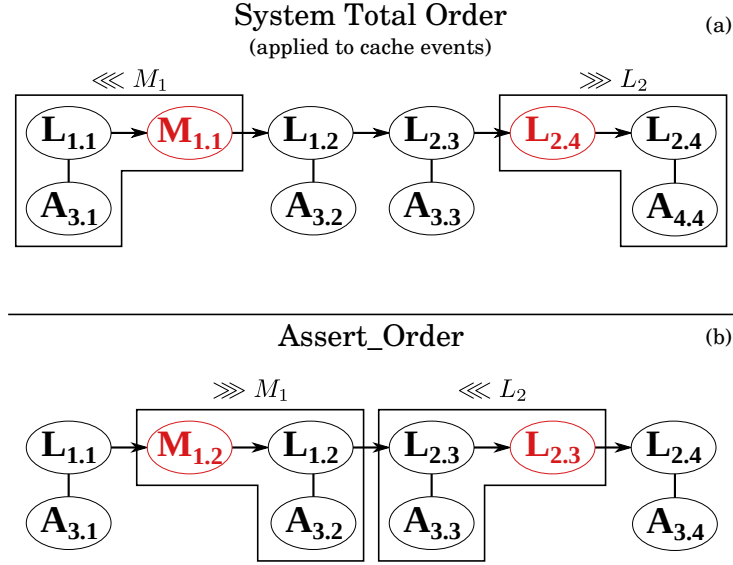 System Total Order
(a)
(applied to cache events)
⋘ M₁
⋙ L₂
L₁.₁ M₁.₁ L₁.₂ L₂.₃ L₂.₄ L₂.₄
A₃.₁ A₃.₂ A₃.₃ A₄.₄
Assert_Order
(b)
⋙ M₁
⋘ L₂
L₁.₁ M₁.₂ L₁.₂ L₂.₃ L₂.₃ L₂.₄
A₃.₁ A₃.₂ A₃.₃ A₃.₄